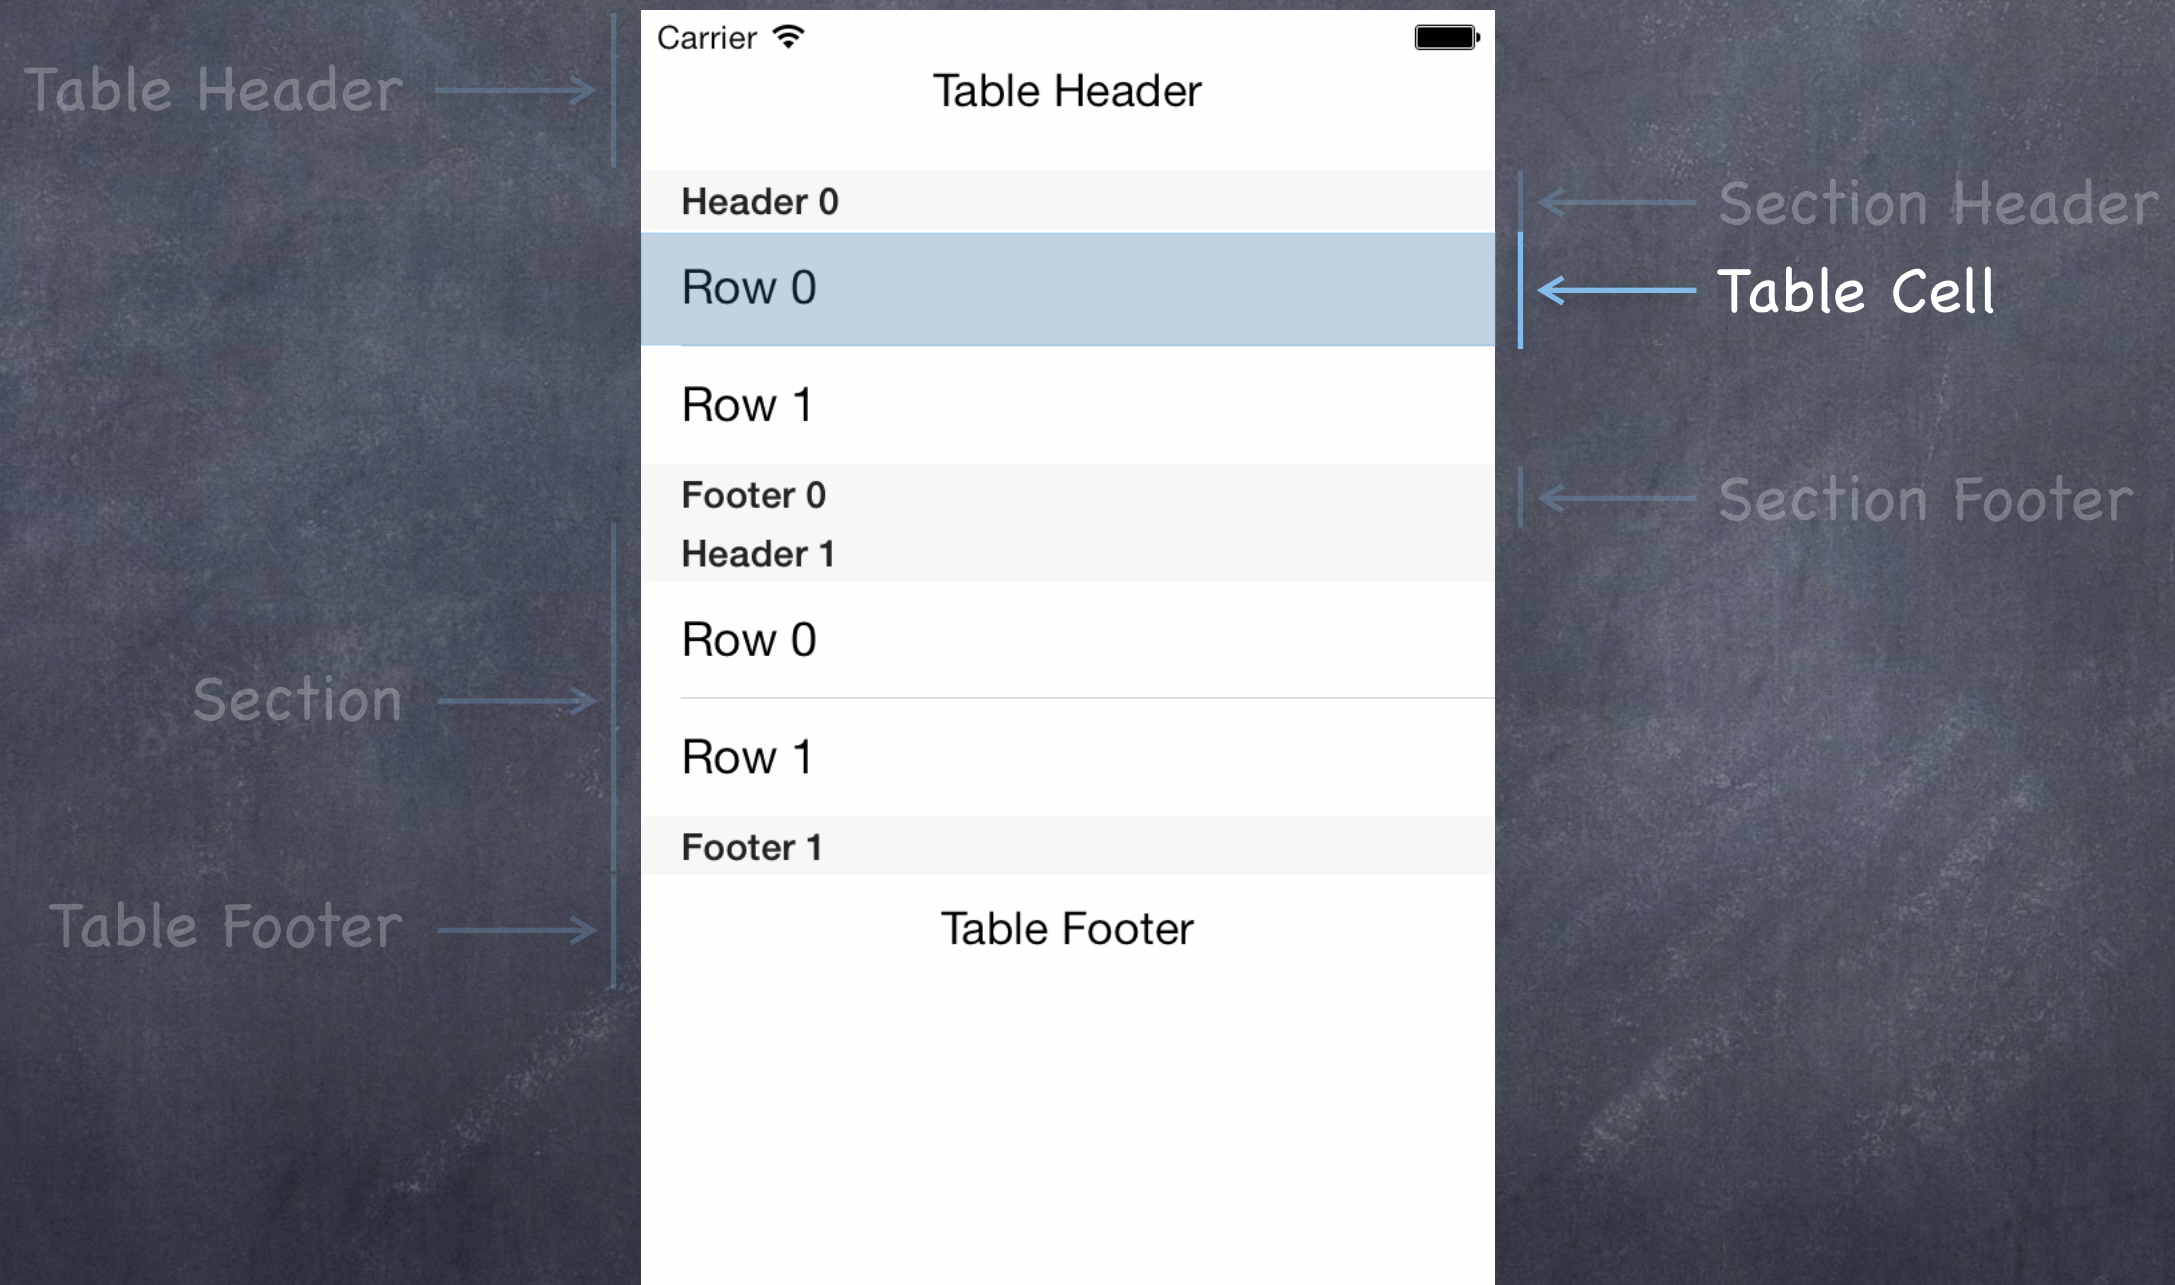 Carrier
Table Header
Table Header
Header 0
Section Header
Row 0
Table Cell
Row 1
Footer 0
Section Footer
Header 1
Row 0
Section
Row 1
Footer 1
Table Footer
Table Footer